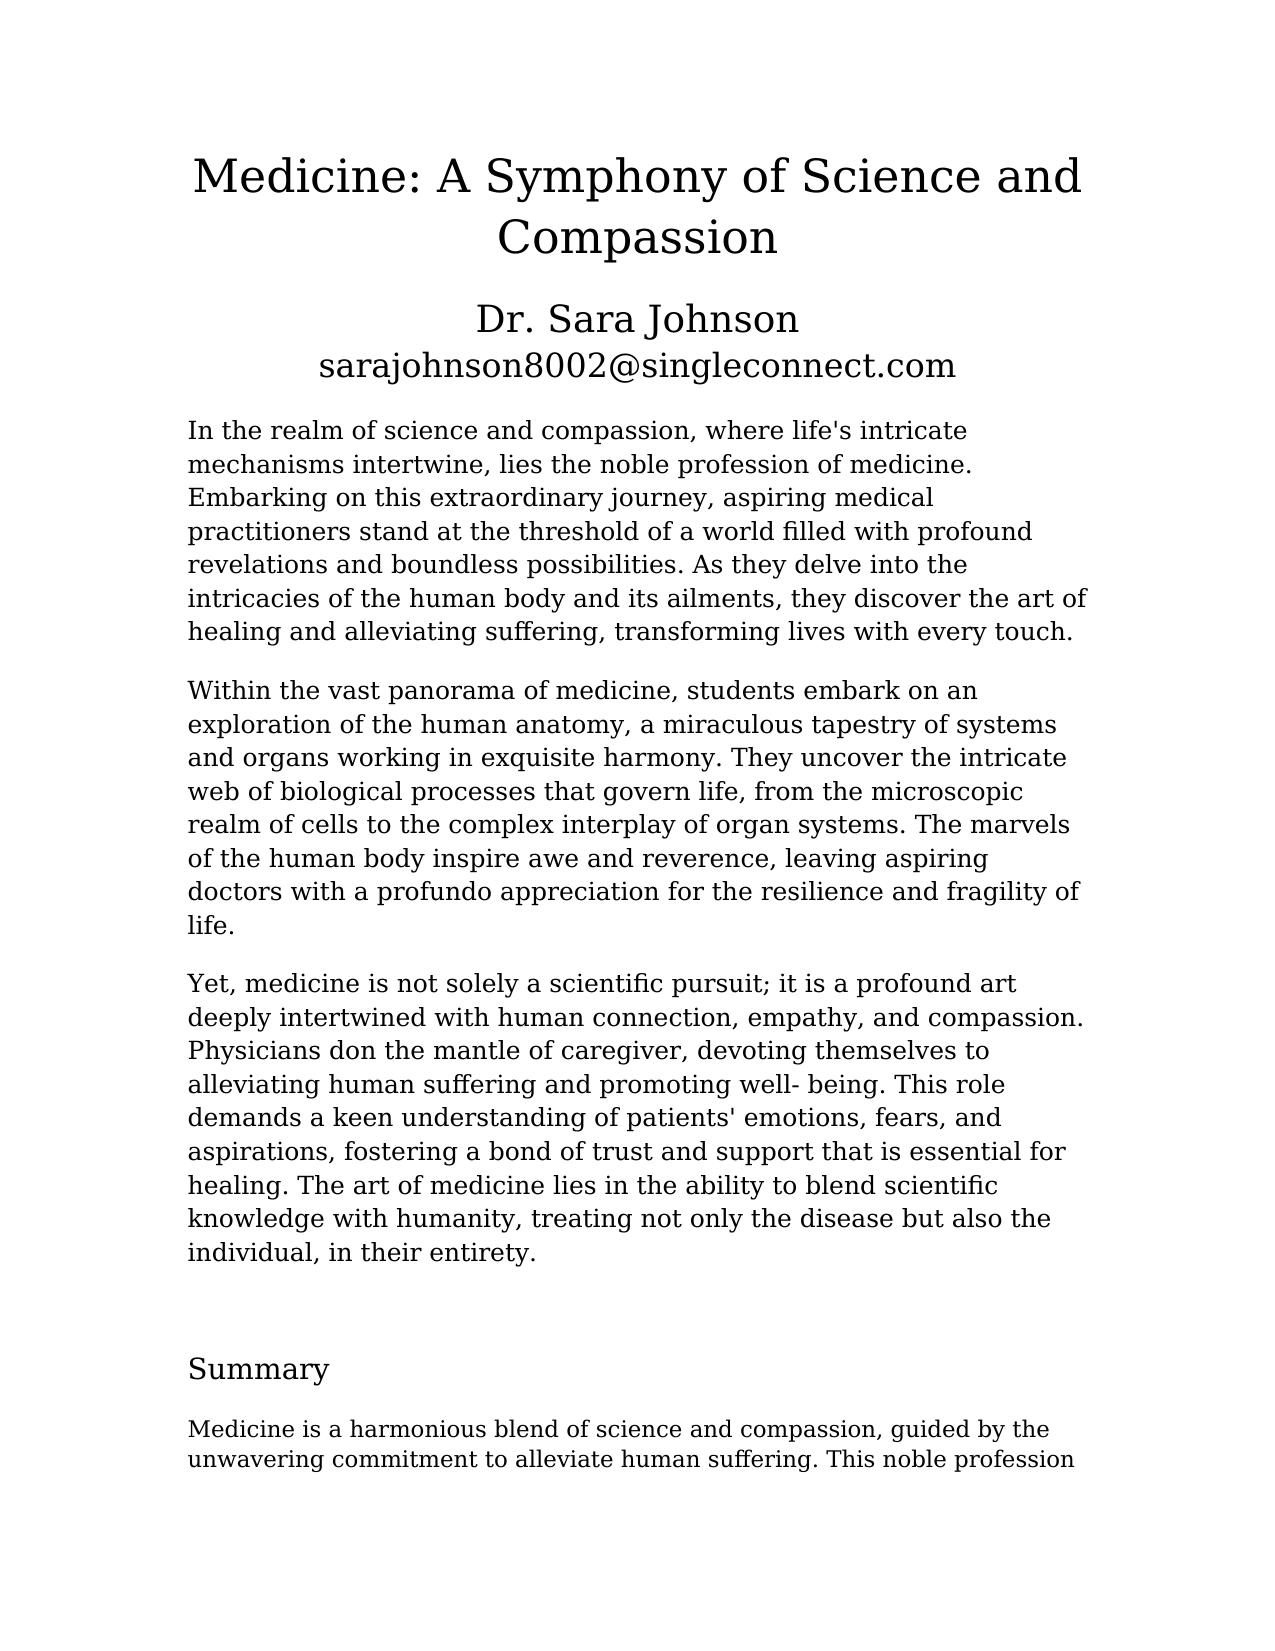 Medicine: A Symphony of Science and
Compassion
Dr. Sara Johnson
sarajohnson8002@singleconnect.com
In the realm of science and compassion, where life's intricate
mechanisms intertwine, lies the noble profession of medicine.
Embarking on this extraordinary journey, aspiring medical
practitioners stand at the threshold of a world filled with profound
revelations and boundless possibilities. As they delve into the
intricacies of the human body and its ailments, they discover the art of
healing and alleviating suffering, transforming lives with every touch.
Within the vast panorama of medicine, students embark on an
exploration of the human anatomy, a miraculous tapestry of systems
and organs working in exquisite harmony. They uncover the intricate
web of biological processes that govern life, from the microscopic
realm of cells to the complex interplay of organ systems. The marvels
of the human body inspire awe and reverence, leaving aspiring
doctors with a profundo appreciation for the resilience and fragility of
life.
Yet, medicine is not solely a scientific pursuit; it is a profound art
deeply intertwined with human connection, empathy, and compassion.
Physicians don the mantle of caregiver, devoting themselves to
alleviating human suffering and promoting well- being. This role
demands a keen understanding of patients' emotions, fears, and
aspirations, fostering a bond of trust and support that is essential for
healing. The art of medicine lies in the ability to blend scientific
knowledge with humanity, treating not only the disease but also the
individual, in their entirety.
Summary
Medicine is a harmonious blend of science and compassion, guided by the
unwavering commitment to alleviate human suffering. This noble profession